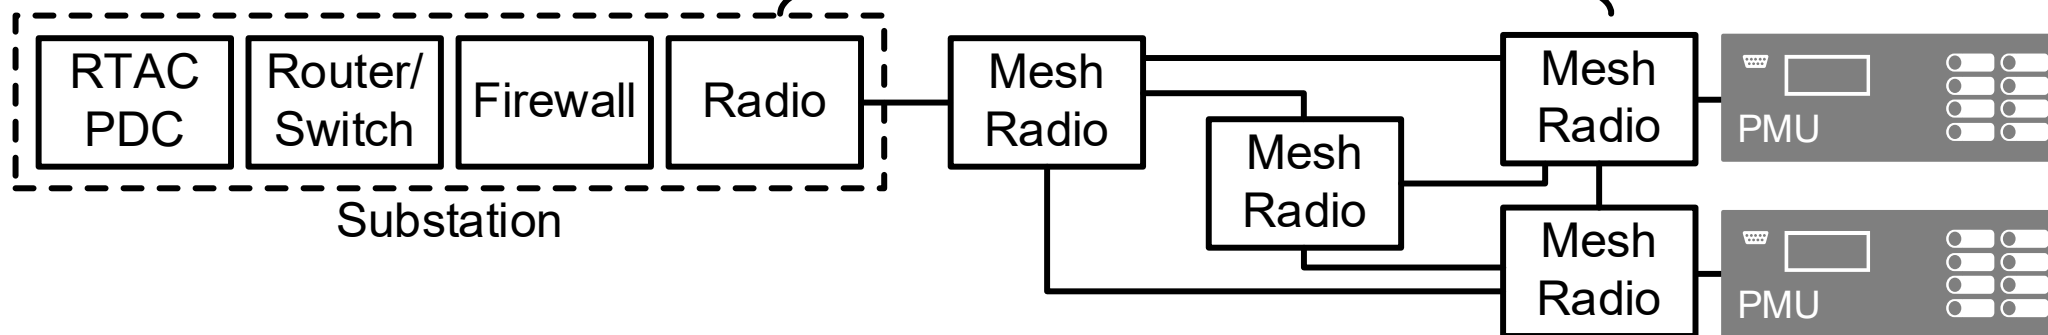 RTAC
PDC
Router/
Switch
Firewall
Radio
Substation
Mesh
Radio
Mesh
Radio
Mesh
Radio
PMU
Mesh
Radio
PMU